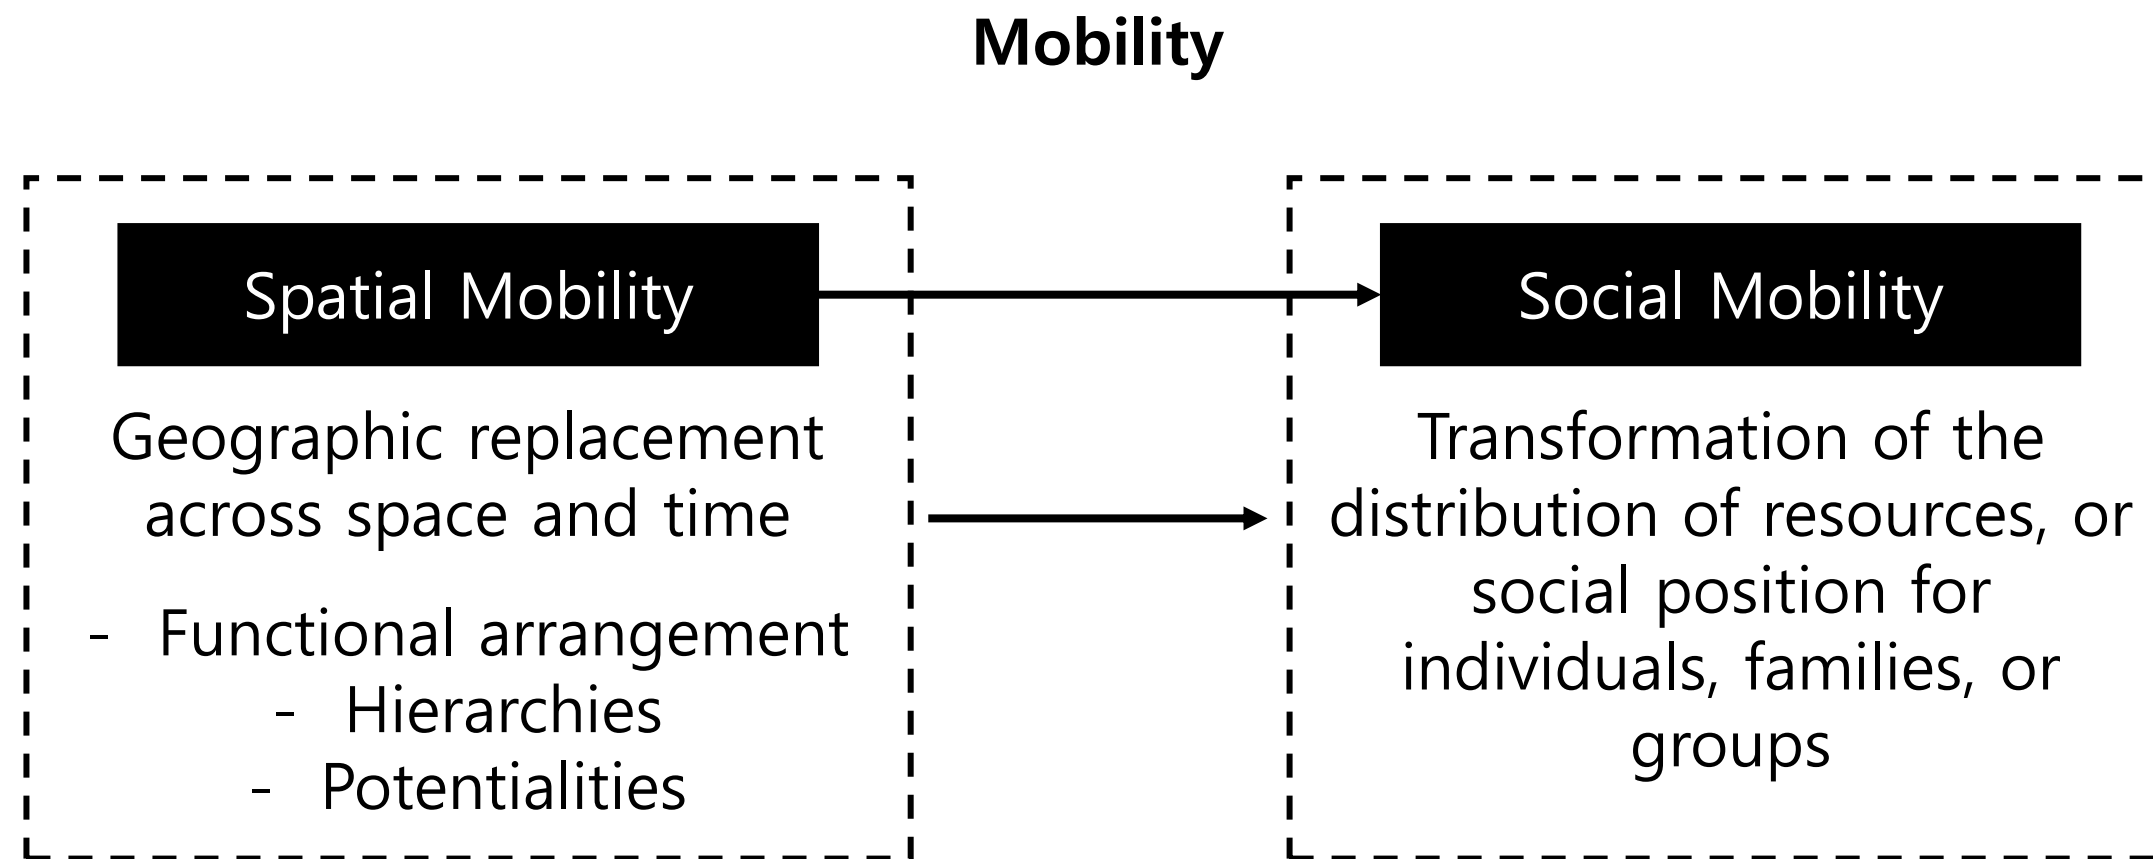 Mobility
Spatial Mobility
Geographic replacement
across space and time
- Functional arrangement
- Hierarchies
- Potentialities
Social Mobility
Transformation of the
distribution of resources, or
social position for
individuals, families, or
groups